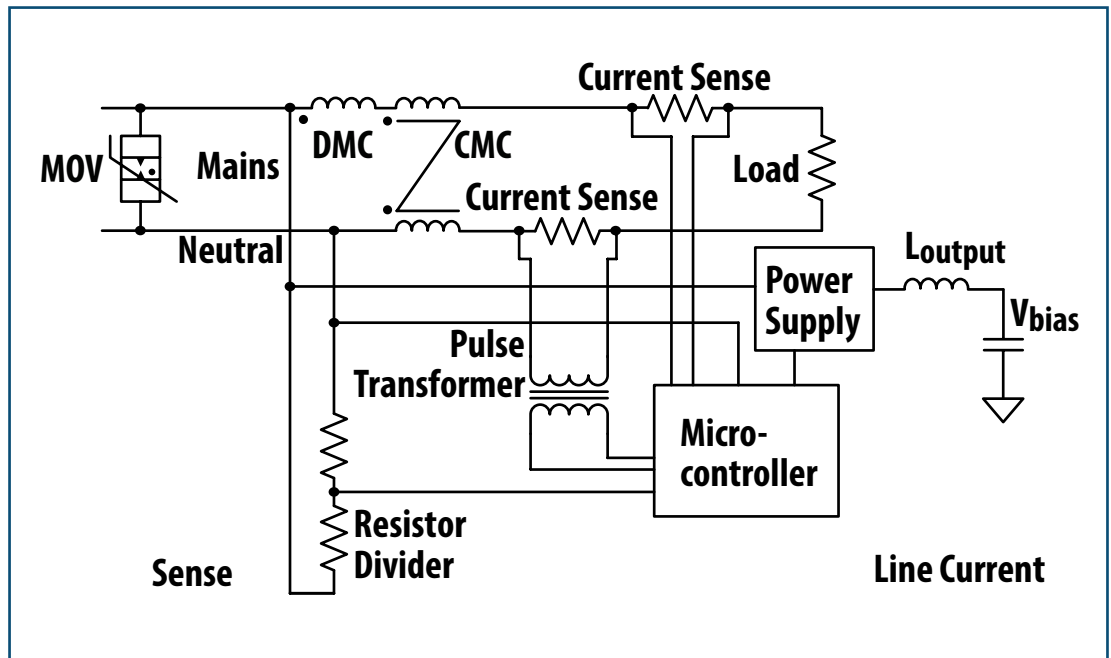 Current Sense
MOV
Mains
DMC
CMC
Load
Current Sense
Neutral
Power
Supply
Loutput
Vbias
Pulse
Transformer
Micro-
controller
Resistor
Divider
Sense
Line Current